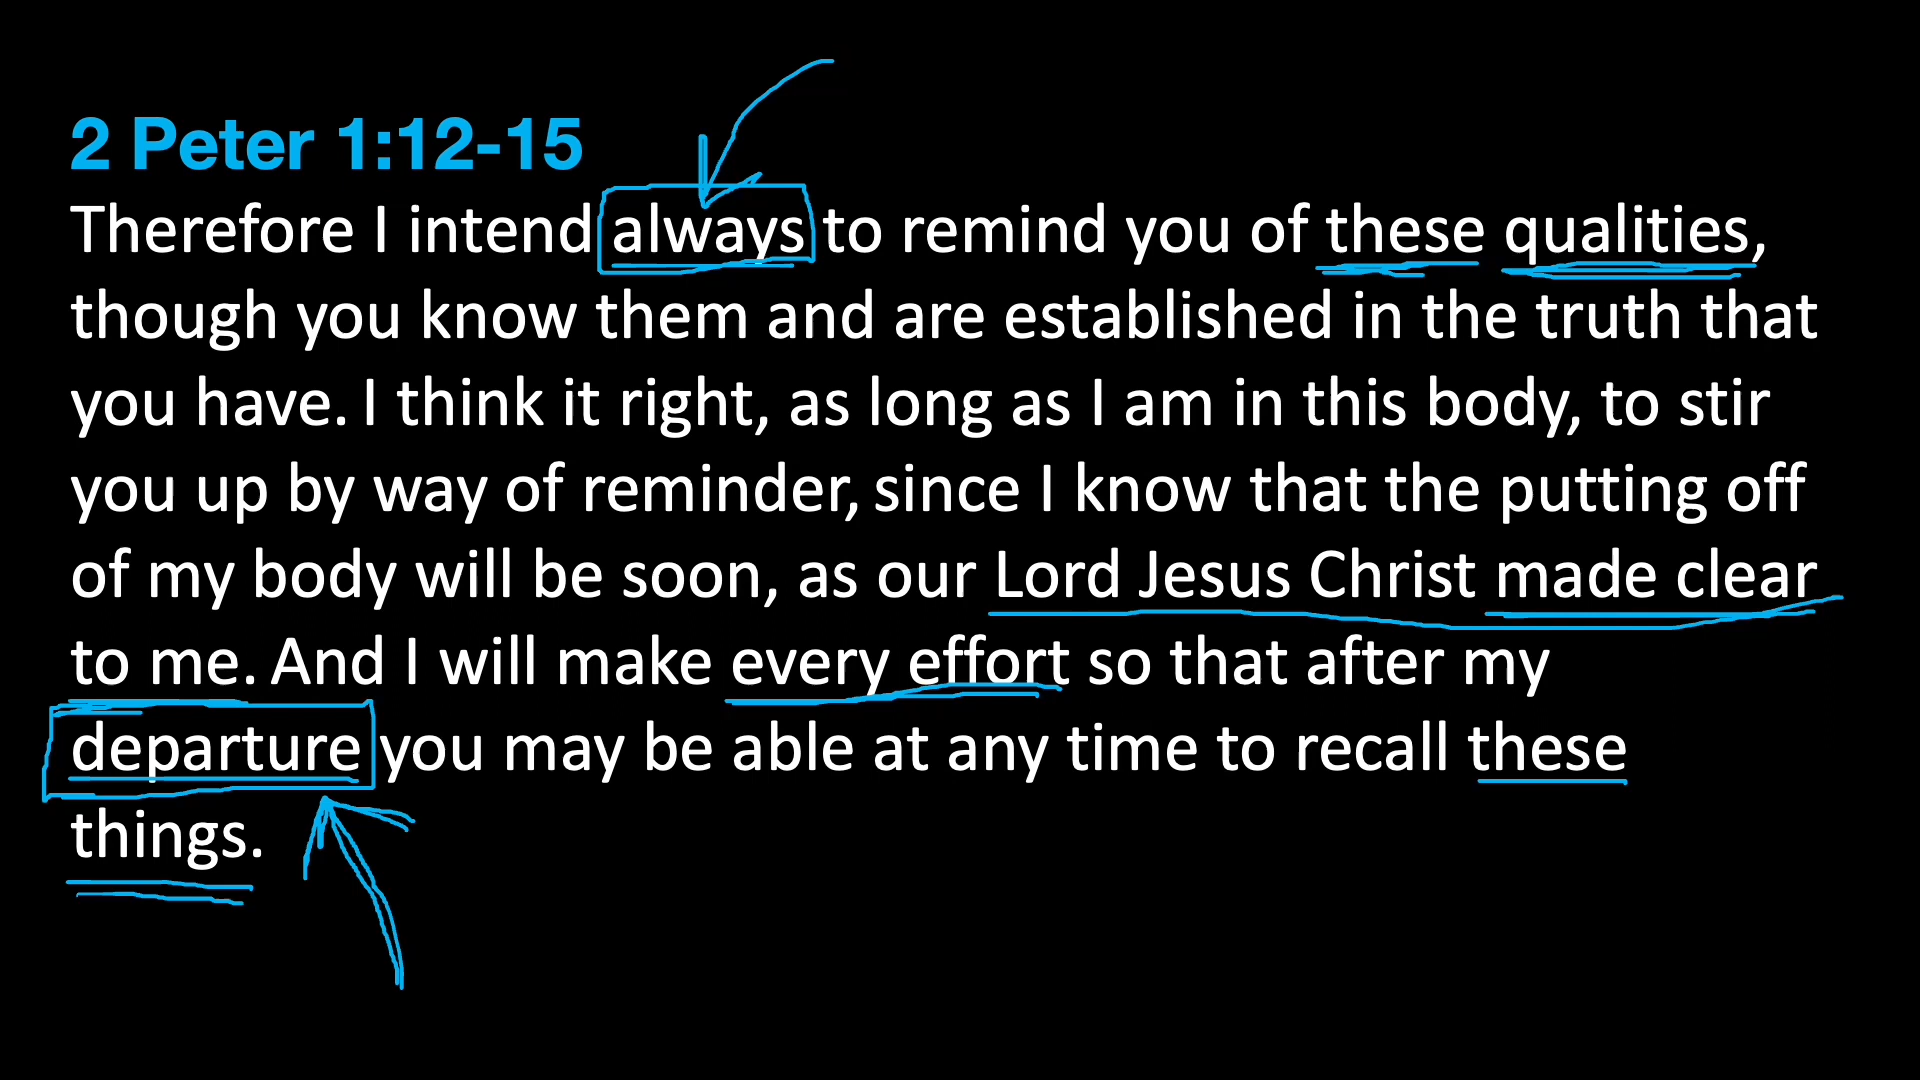 2 Peter 1:12-15
Therefore I intend always to remind you of these qualities,
though you know them and are established in the truth that
you have. I think it right, as long as I am in this body, to stir
you up by way of reminder, since I know that the putting off
of my body will be soon, as our Lord Jesus Christ made clear
to me. And I will make every effort so that after my
departure you may be able at any time to recall these
things.